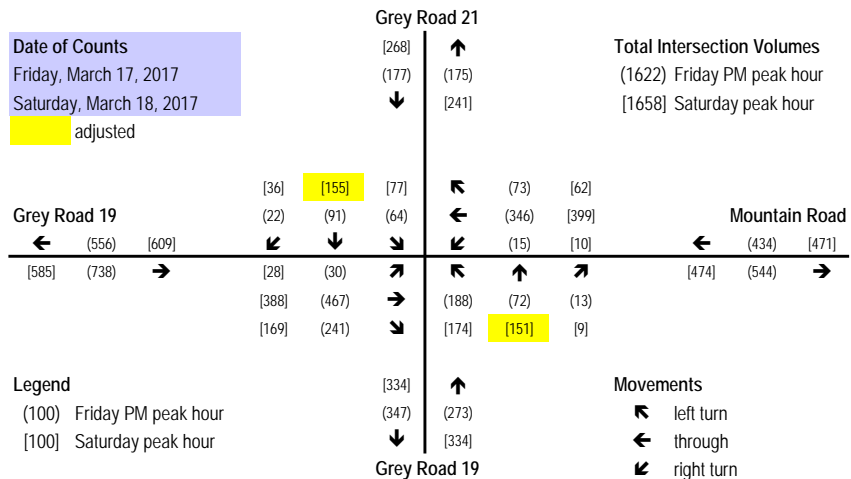 Grey Road 21
Date of Counts [268] Total Intersection Volumes
Friday, March 17, 2017 (177) (175) (1622) Friday PM peak hour
Saturday, March 18, 2017 [241] [1658] Saturday peak hour
adjusted
[36] [155] [77] (73) [62]
Grey Road 19 (22) (91) (64) (346) [399] Mountain Road
(556) [609] (15) [10] (434) [471]
[585] (738) [28] (30) [474] (544)
[388] (467) (188) (72) (13)
[169] (241) [174] [151] [9]
Legend [334] Movements
(100) Friday PM peak hour (347) (273) left turn
[100] Saturday peak hour [334] through
Grey Road 19 right turn